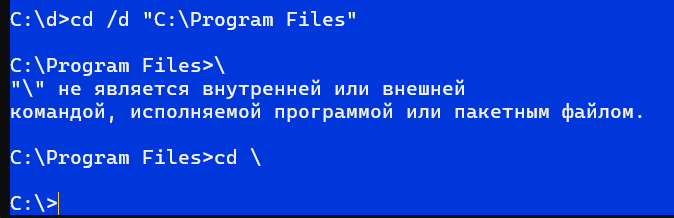 C:\d>cd /d "C:\Program Files"
C:\Program Files>\
"\" не является внутренней или внешней
командой, исполняемой программой или пакетным файлом.
C:\Program Files>cd \
C:\>